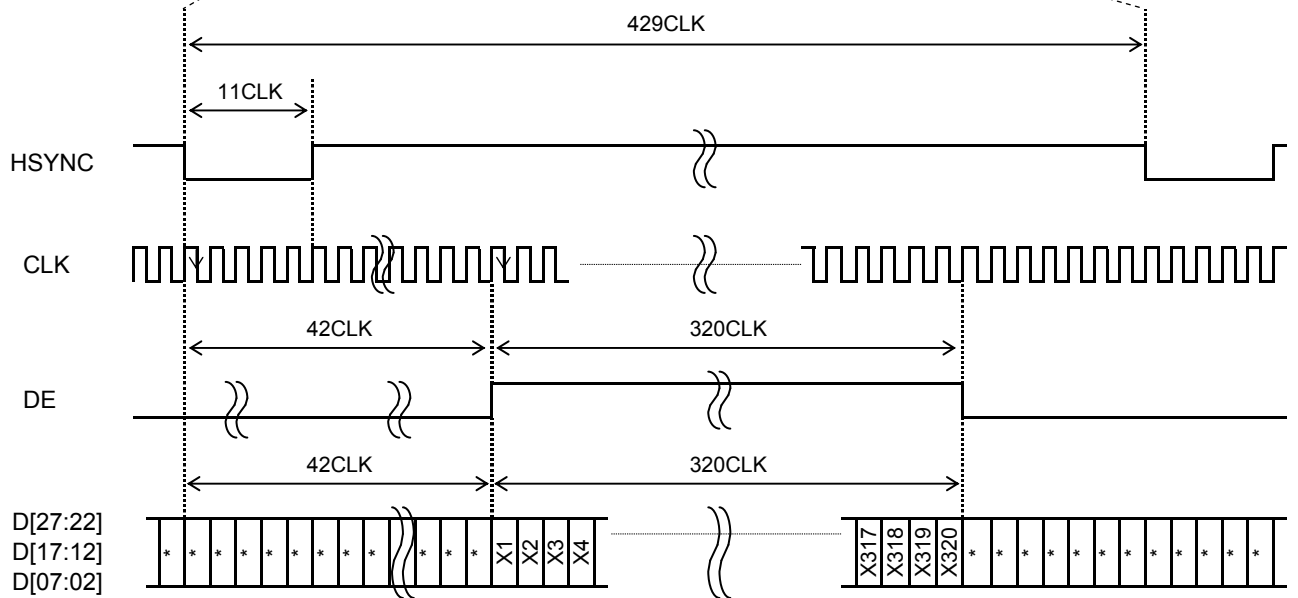 429CLK
11CLK
HSYNC
CLK
42CLK 320CLK
DE
42CLK 320CLK
D[27:22]
D[17:12]
D[07:02]
* * * * * * * * * * * * X1 X2 X3 X4 X317 X318 X319 X320 * * * * * * * * * * * *